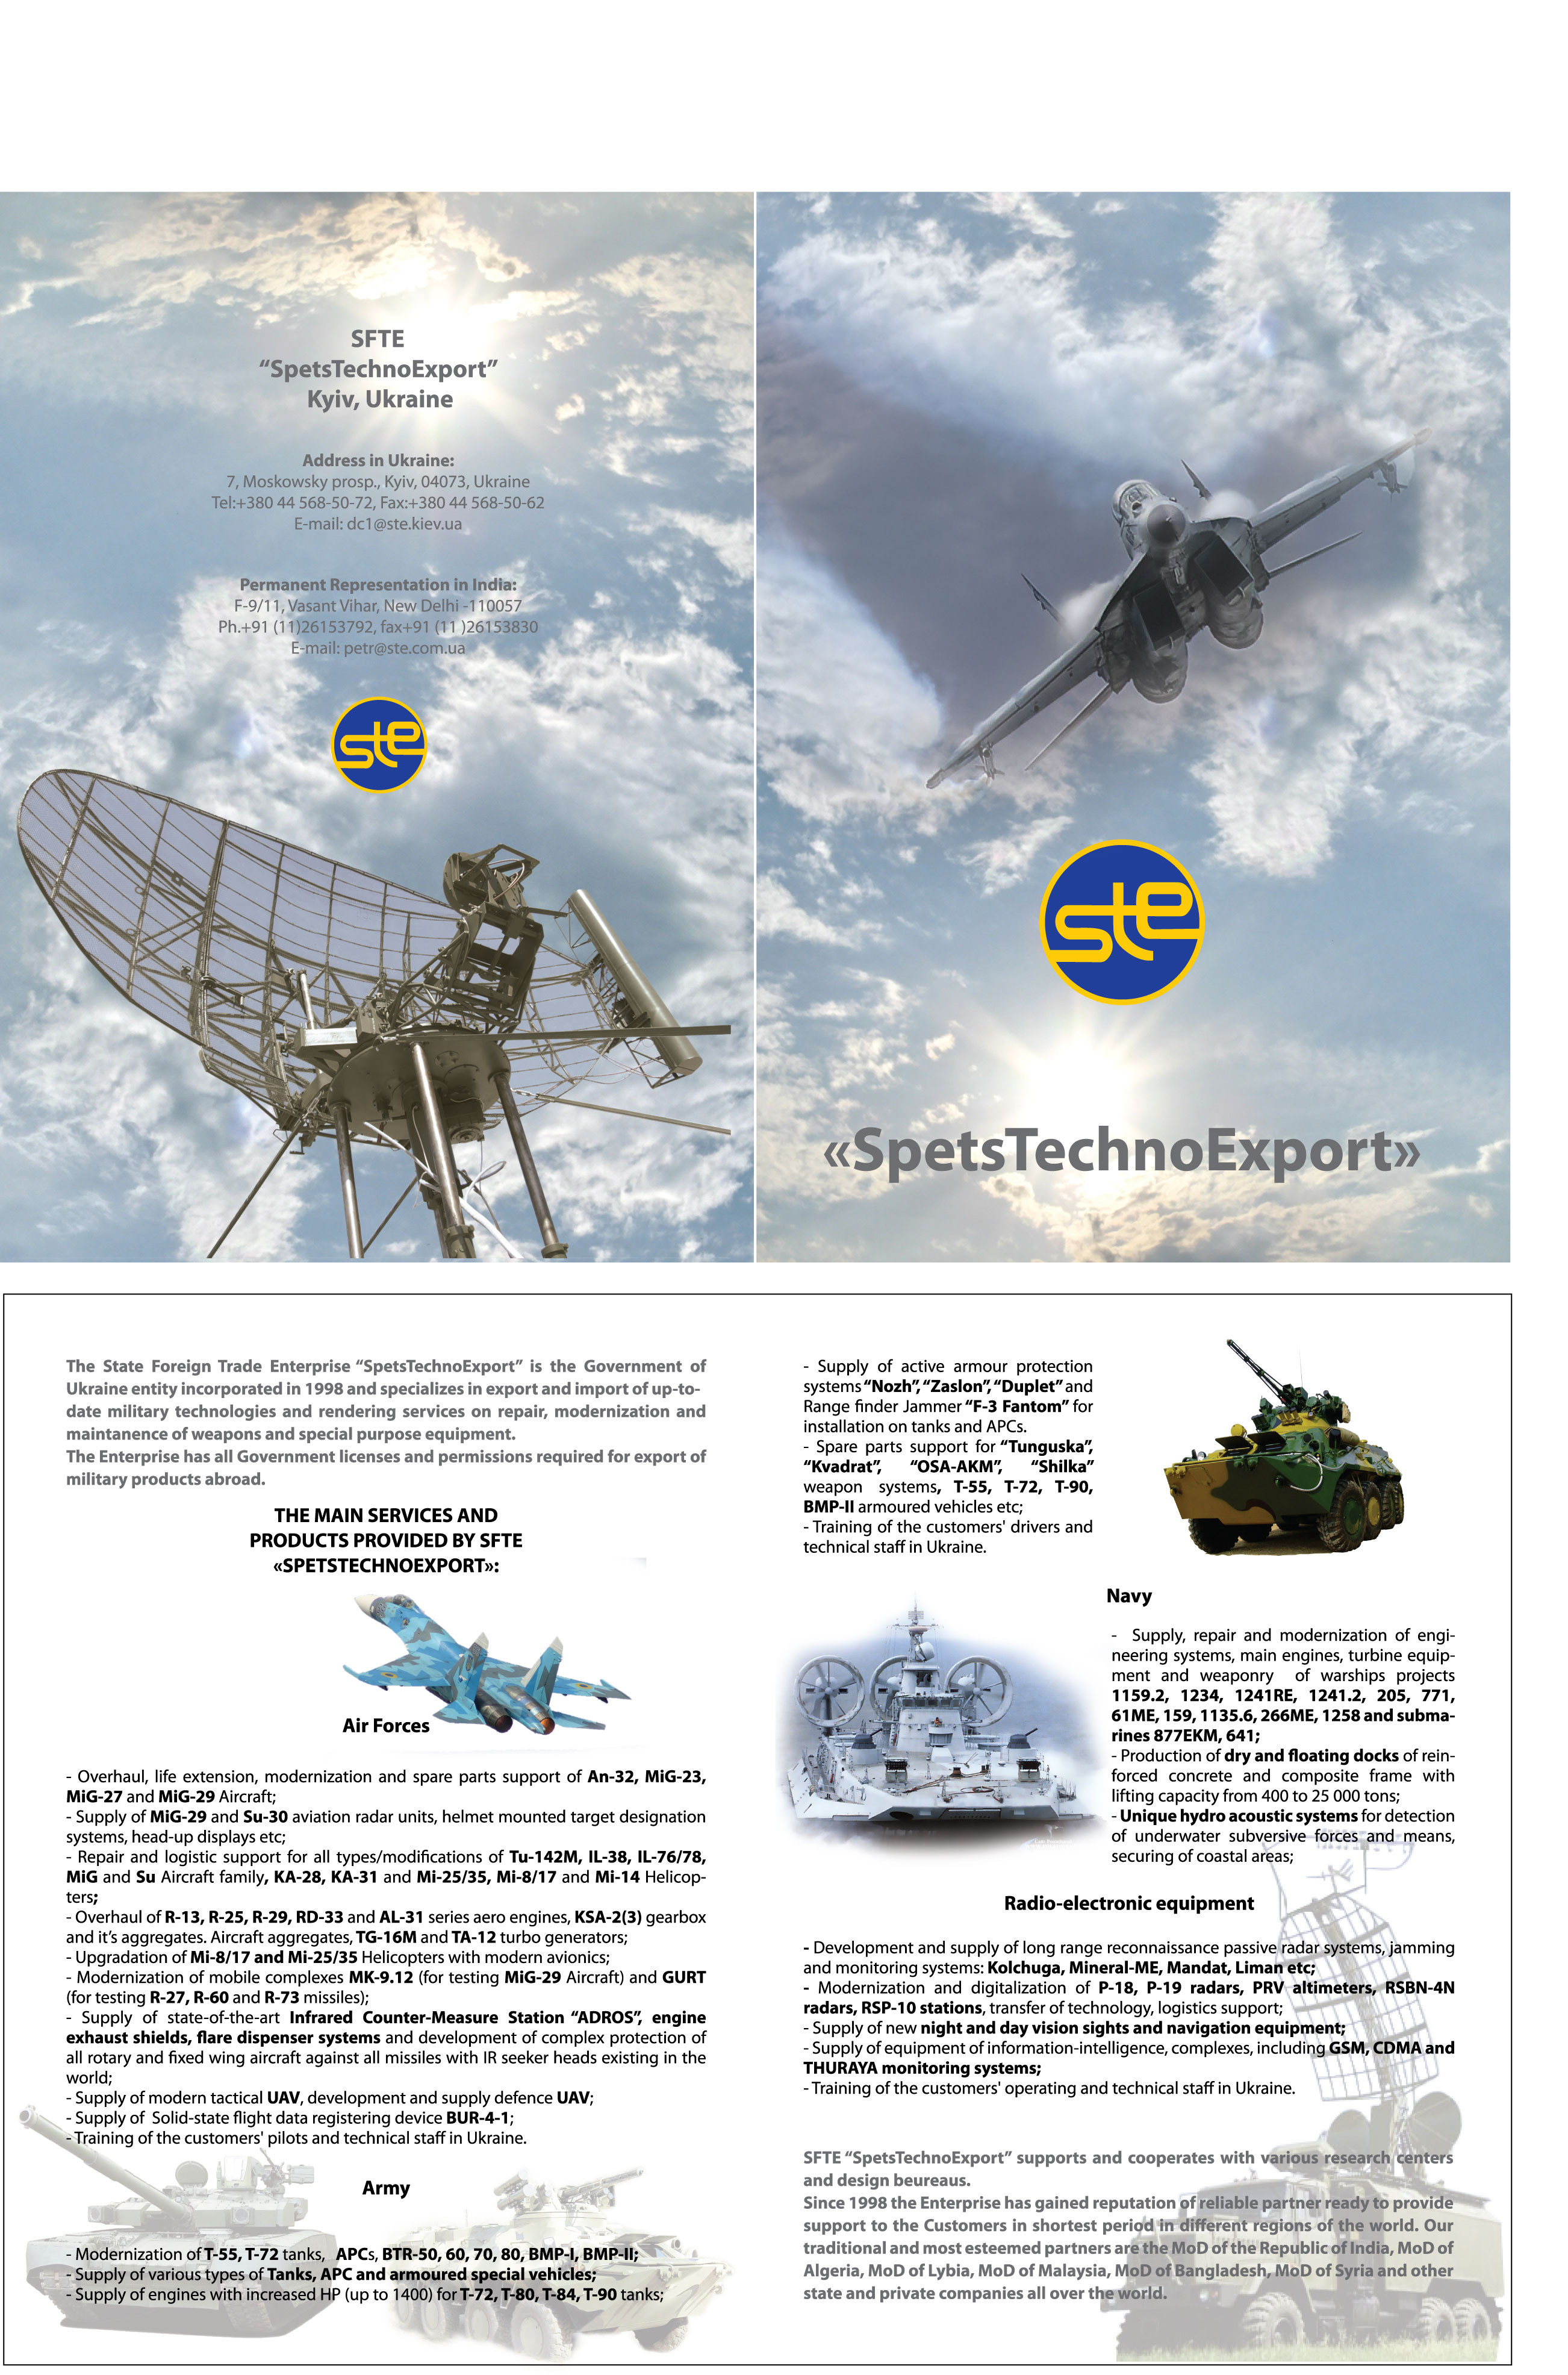 SFTE
“SpetsTechnoExport”
Kyiv, Ukraine
Address in Ukraine:
7, Moskowsky prosp., Kyiv, 04073, Ukraine
Tel:+380 44 568-50-72, Fax:+380 44 568-50-62
E-mail: dc1@ste.kiev.ua
Permanent Representation in India:
F-9/11, Vasant Vihar, New Delhi -110057
Ph.+91 (11)26153792, fax+91 (11 )26153830
E-mail: petr@ste.com.ua
ste
ste
«SpetsTechnoExport»
The State Foreign Trade Enterprise “SpetsTechnoExport” is the Government of
Ukraine entity incorporated in 1998 and specializes in export and import of up-to-
date military technologies and rendering services on repair, modernization and
maintanence of weapons and special purpose equipment.
The Enterprise has all Government licenses and permissions required for export of
military products abroad.
THE MAIN SERVICES AND
PRODUCTS PROVIDED BY SFTE
«SPETSTECHNOEXPORT»:
Air Forces
- Overhaul, life extension, modernization and spare parts support of An-32, MiG-23,
MiG-27 and MiG-29 Aircraft;
- Supply of MiG-29 and Su-30 aviation radar units, helmet mounted target designation
systems, head-up displays etc;
- Repair and logistic support for all types/modifications of Tu-142M, IL-38, IL-76/78,
MiG and Su Aircraft family, KA-28, KA-31 and Mi-25/35, Mi-8/17 and Mi-14 Helicop-
ters;
- Overhaul of R-13, R-25, R-29, RD-33 and AL-31 series aero engines, KSA-2(3) gearbox
and it’s aggregates. Aircraft aggregates, TG-16M and TA-12 turbo generators;
- Upgradation of Mi-8/17 and Mi-25/35 Helicopters with modern avionics;
- Modernization of mobile complexes MK-9.12 (for testing MiG-29 Aircraft) and GURT
(for testing R-27, R-60 and R-73 missiles);
- Supply of state-of-the-art Infrared Counter-Measure Station “ADROS”, engine
exhaust shields, flare dispenser systems and development of complex protection of
all rotary and fixed wing aircraft against all missiles with IR seeker heads existing in the
world;
- Supply of modern tactical UAV, development and supply defence UAV;
- Supply of Solid-state flight data registering device BUR-4-1;
- Training of the customers' pilots and technical staff in Ukraine.
Army
- Modernization of T-55, T-72 tanks, APCs, BTR-50, 60, 70, 80, BMP-I, BMP-II;
- Supply of various types of Tanks, APC and armoured special vehicles;
- Supply of engines with increased HP (up to 1400) for T-72, T-80, T-84, T-90 tanks;
- Supply of active armour protection
systems “Nozh”, “Zaslon”, “Duplet” and
Range finder Jammer “F-3 Fantom” for
installation on tanks and APCs.
- Spare parts support for “Tunguska”,
“Kvadrat”, “OSA-AKM”, “Shilka”
weapon systems, T-55, T-72, T-90,
BMP-II armoured vehicles etc;
- Training of the customers' drivers and
technical staff in Ukraine.
Navy
- Supply, repair and modernization of engi-
neering systems, main engines, turbine equip-
ment and weaponry of warships projects
1159.2, 1234, 1241RE, 1241.2, 205, 771,
61ME, 159, 1135.6, 266ME, 1258 and subma-
rines 877EKM, 641;
- Production of dry and floating docks of rein-
forced concrete and composite frame with
lifting capacity from 400 to 25 000 tons;
- Unique hydro acoustic systems for detection
of underwater subversive forces and means,
securing of coastal areas;
Radio-electronic equipment
- Development and supply of long range reconnaissance passive radar systems, jamming
and monitoring systems: Kolchuga, Mineral-ME, Mandat, Liman etc;
- Modernization and digitalization of P-18, P-19 radars, PRV altimeters, RSBN-4N
radars, RSP-10 stations, transfer of technology, logistics support;
- Supply of new night and day vision sights and navigation equipment;
- Supply of equipment of information-intelligence, complexes, including GSM, CDMA and
THURAYA monitoring systems;
- Training of the customers' operating and technical staff in Ukraine.
SFTE “SpetsTechnoExport” supports and cooperates with various research centers
and design beureaus.
Since 1998 the Enterprise has gained reputation of reliable partner ready to provide
support to the Customers in shortest period in different regions of the world. Our
traditional and most esteemed partners are the MoD of the Republic of India, MoD of
Algeria, MoD of Lybia, MoD of Malaysia, MoD of Bangladesh, MoD of Syria and other
state and private companies all over the world.